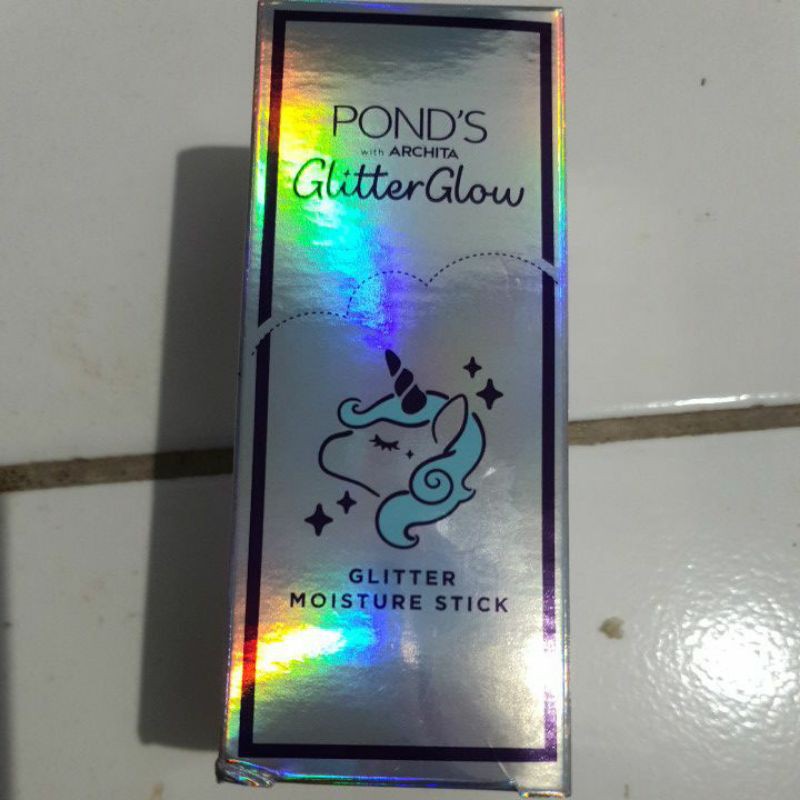 POND'S
with ARCHITA
GlitterGlow
GLITTER
MOISTURE STICK